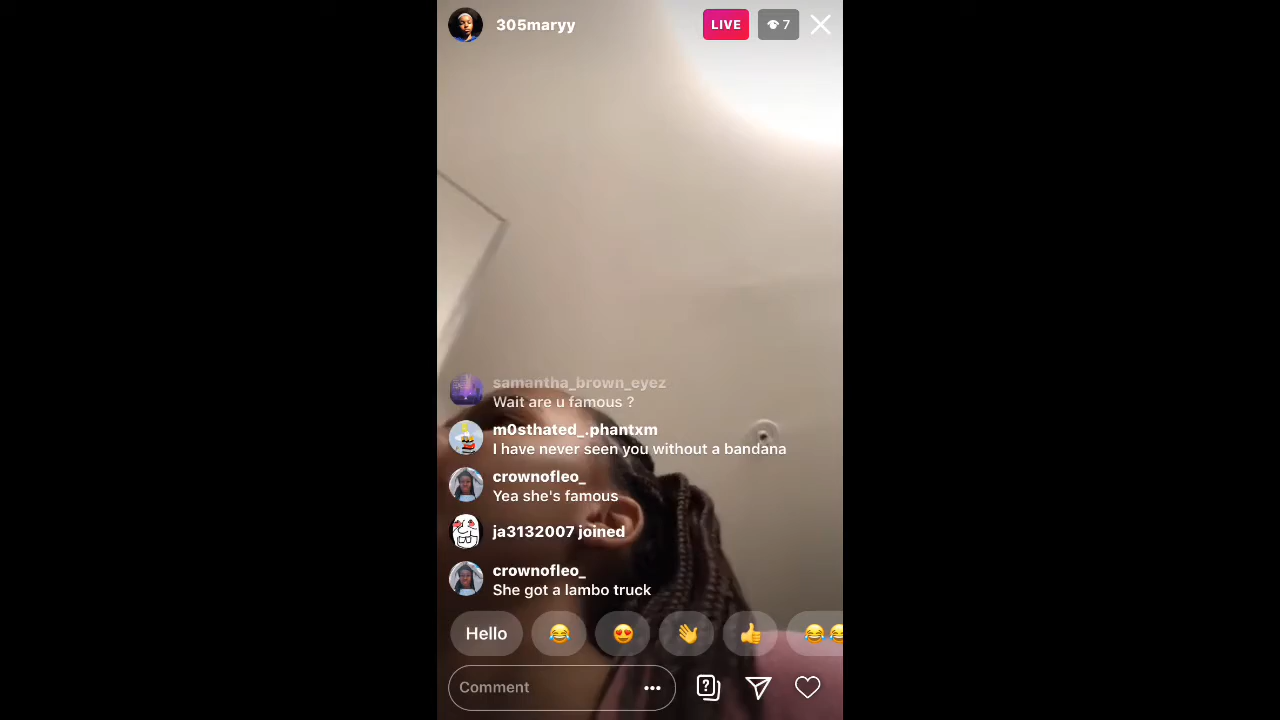 305maryy
LIVE
7
samantha_brown_eyez
Wait are u famous ?
m0sthated_.phantxm
I have never seen you without a bandana
crownofleo_
Yea she's famous
ja3132007 joined
crownofleo_
She got a lambo truck
Hello
Comment